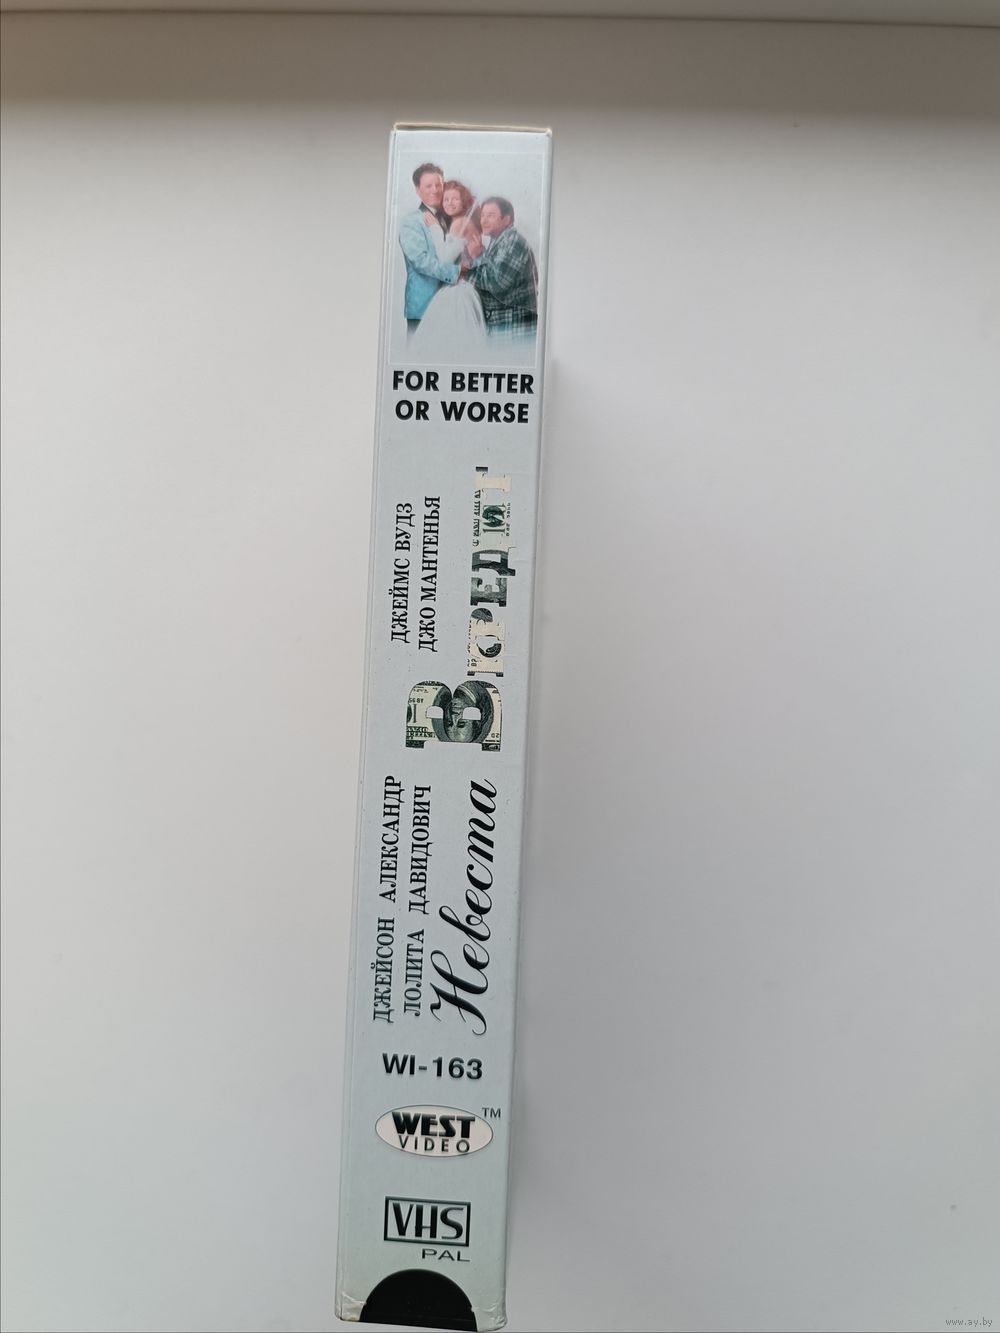 FOR BETTER
OR WORSE
ДЖЕЙСОН АЛЕКСАНДР
ЛОЛИТА ДАВИДОВИЧ
ДЖЕЙМС ВУДЗ
ДЖО МАНТЕНЬЯ
Невеста В КРЕДИТ
WI-163
WEST TM
VIDEO
VHS
PAL
www.ay.by